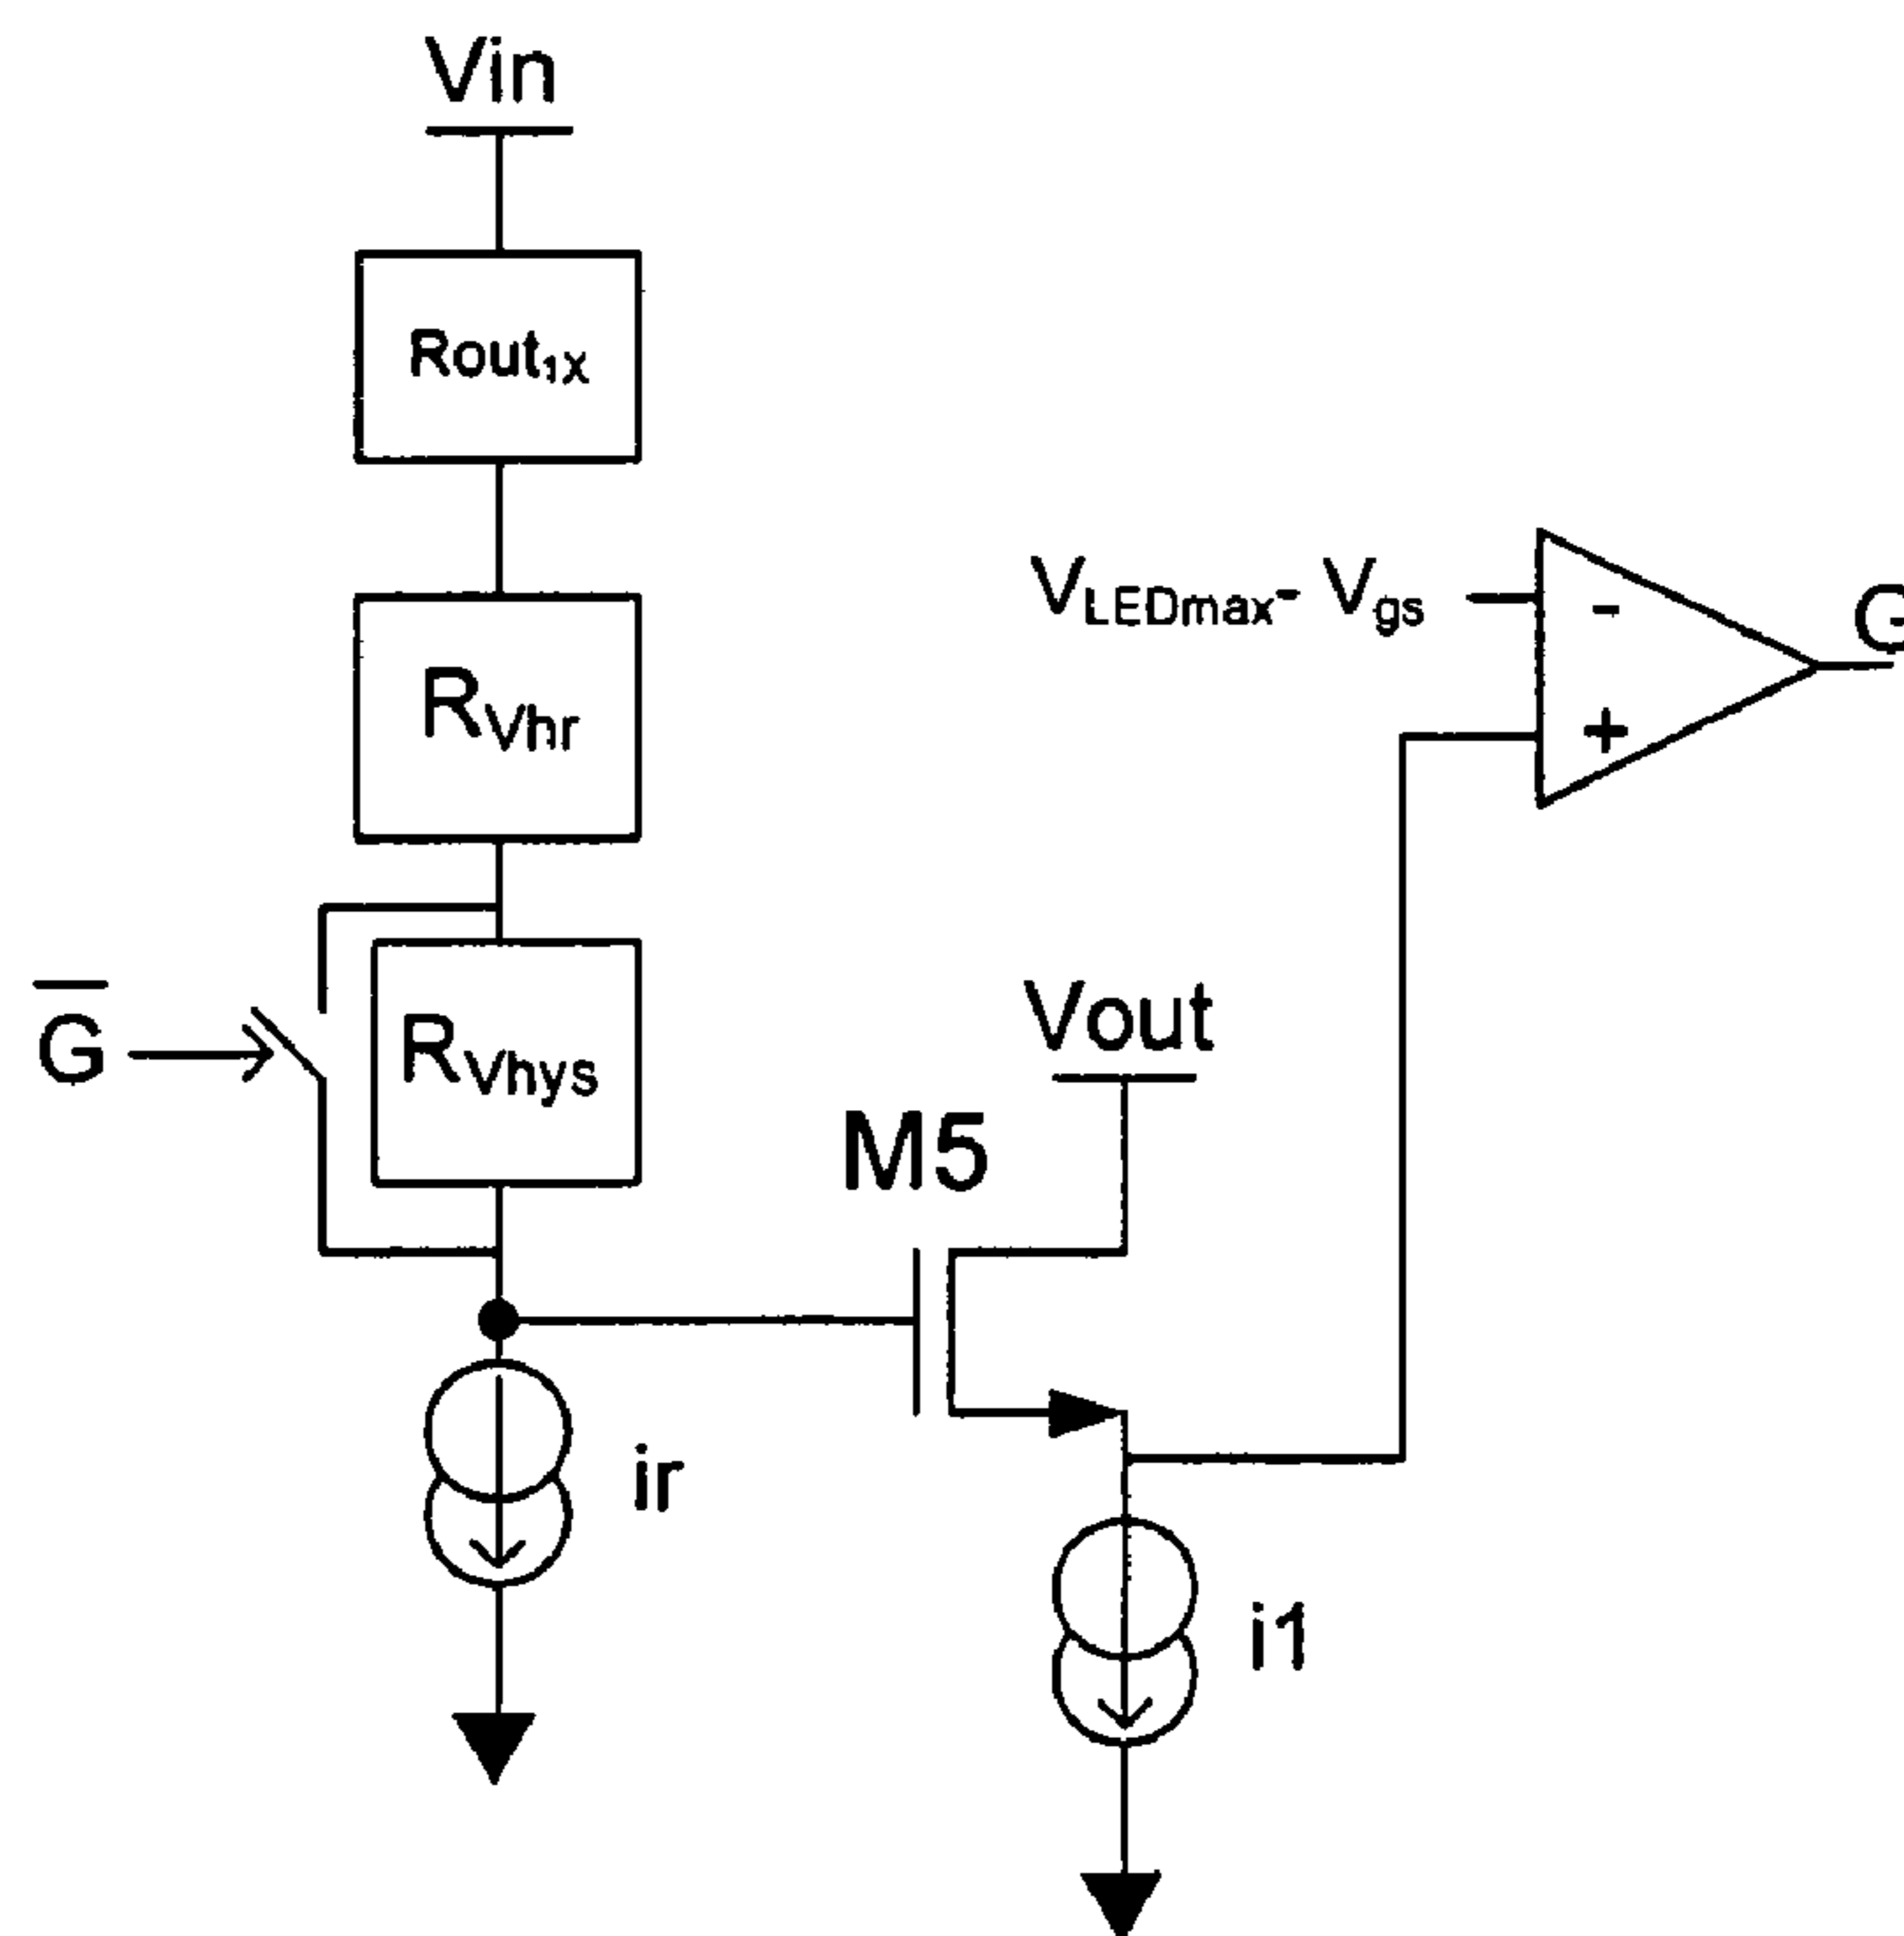 Vin
Rout1x
VLEDmax- Vgs
-
G
RVhr
+
G
RVhys
Vout
M5
ir
i1